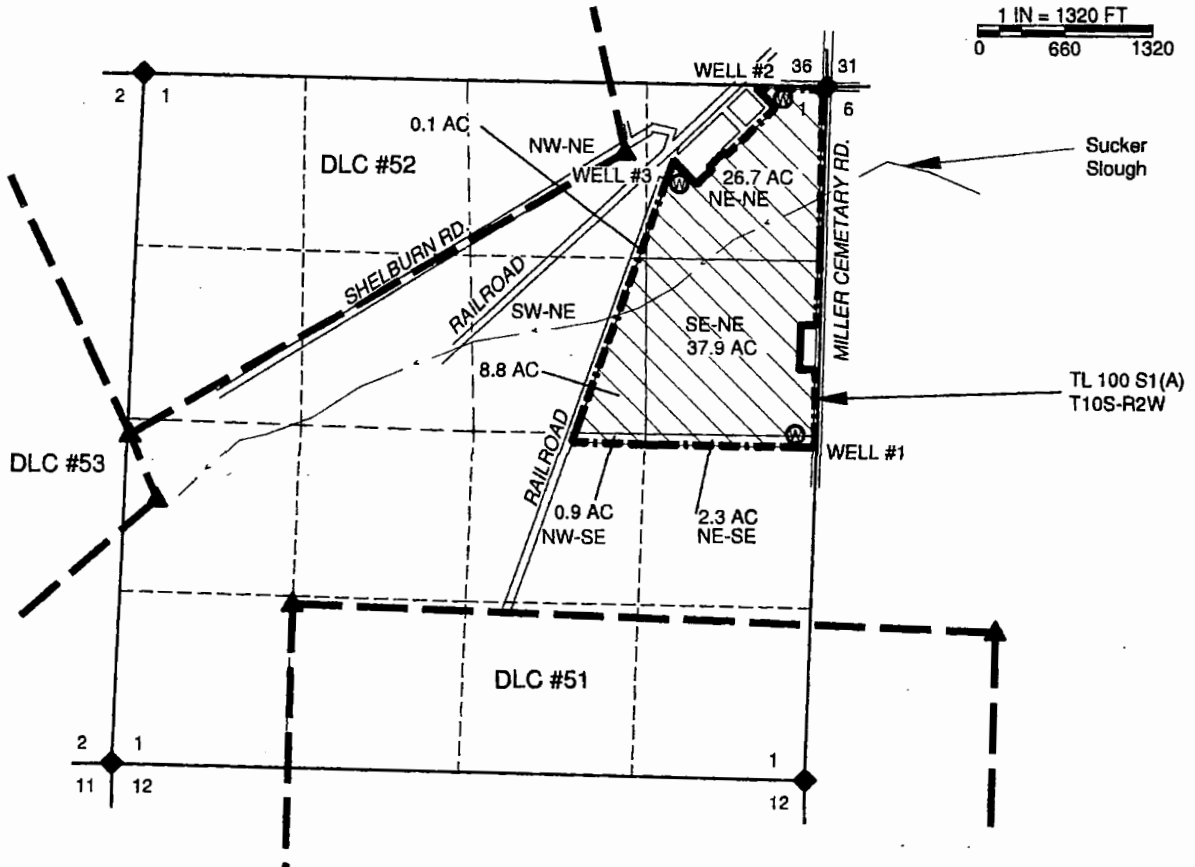 1 IN = 1320 FT
0 660 1320
WELL #2
36 31
2 1
1 6
0.1 AC
NW-NE
DLC #52
Sucker
Slough
WELL #3
26.7 AC
NE-NE
MILLER CEMETARY RD.
SHELBURN RD.
RAILROAD
SW-NE
SE-NE
37.9 AC
8.8 AC
TL 100 S1(A)
T10S-R2W
RAILROAD
DLC #53
WELL #1
0.9 AC
NW-SE
2.3 AC
NE-SE
DLC #51
2 1
11 12
1
12
W
W
W